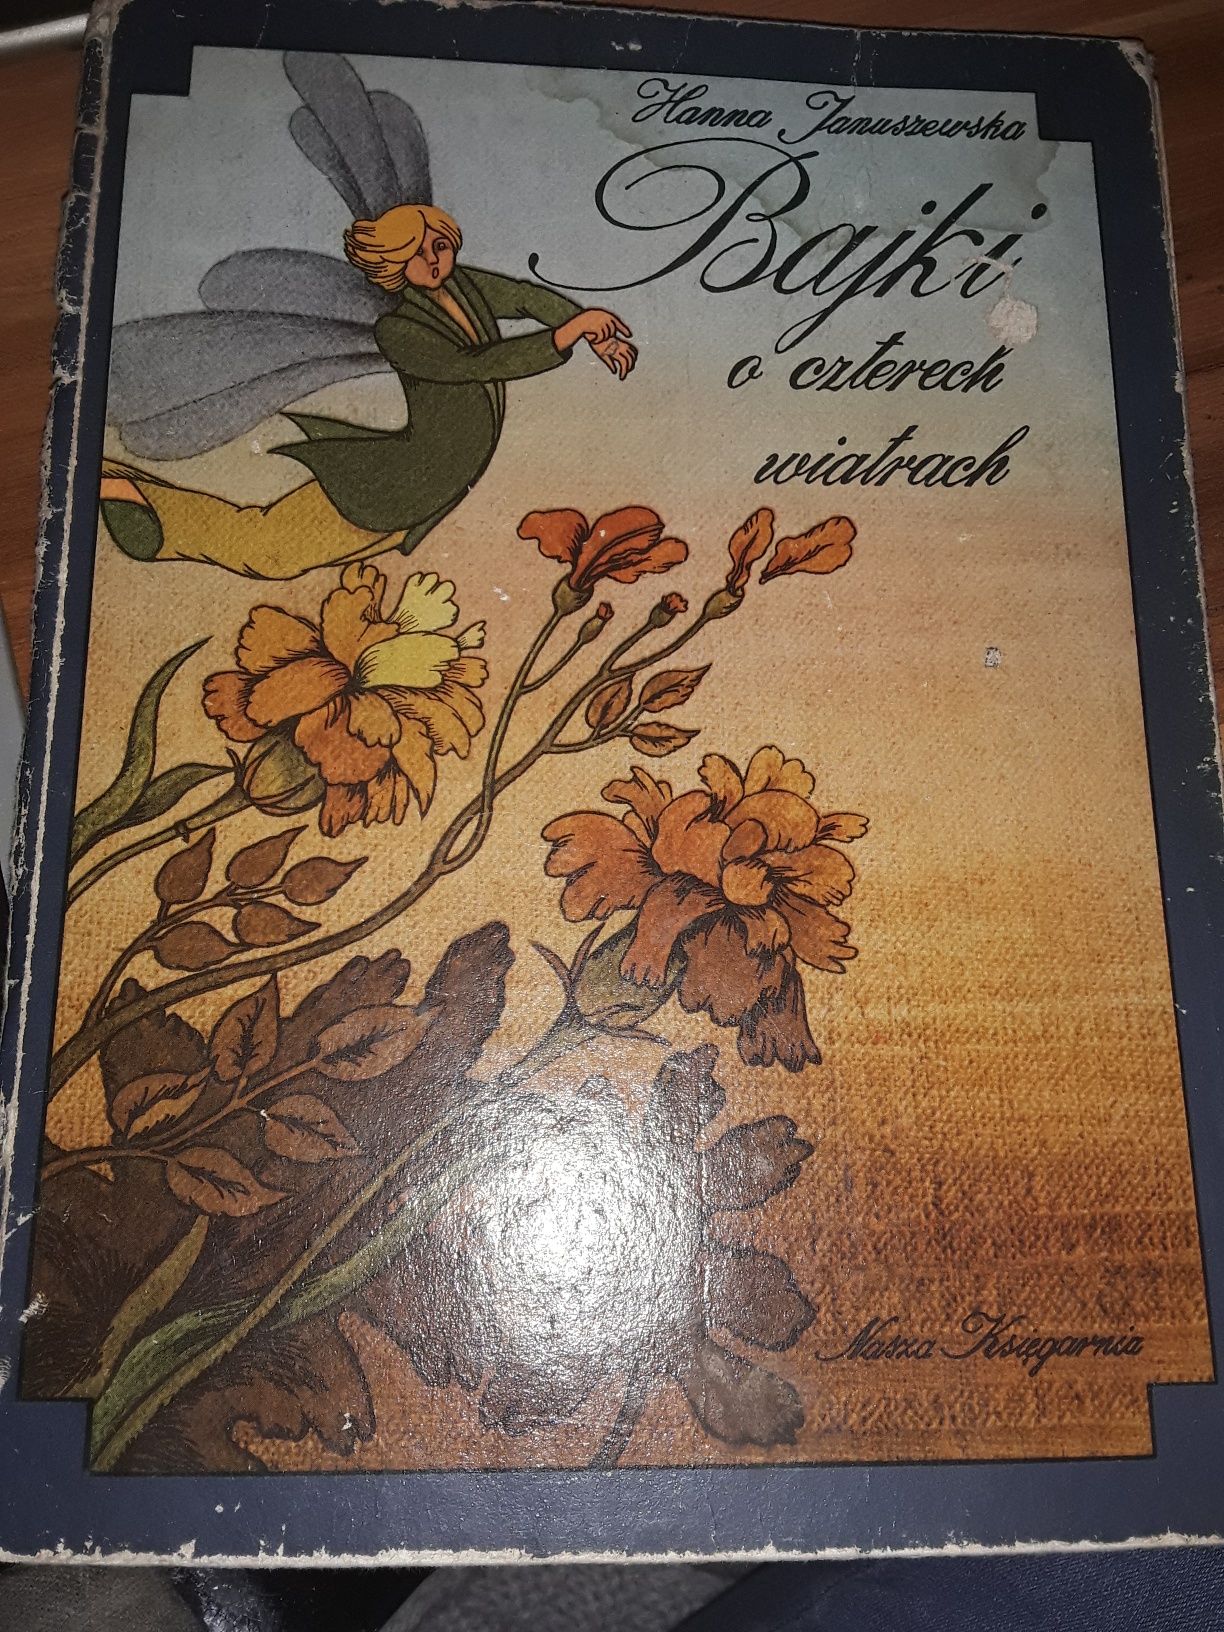 Hanna Januszewska
Bajki
o czterech
wiatrach
Nasza Księgarnia